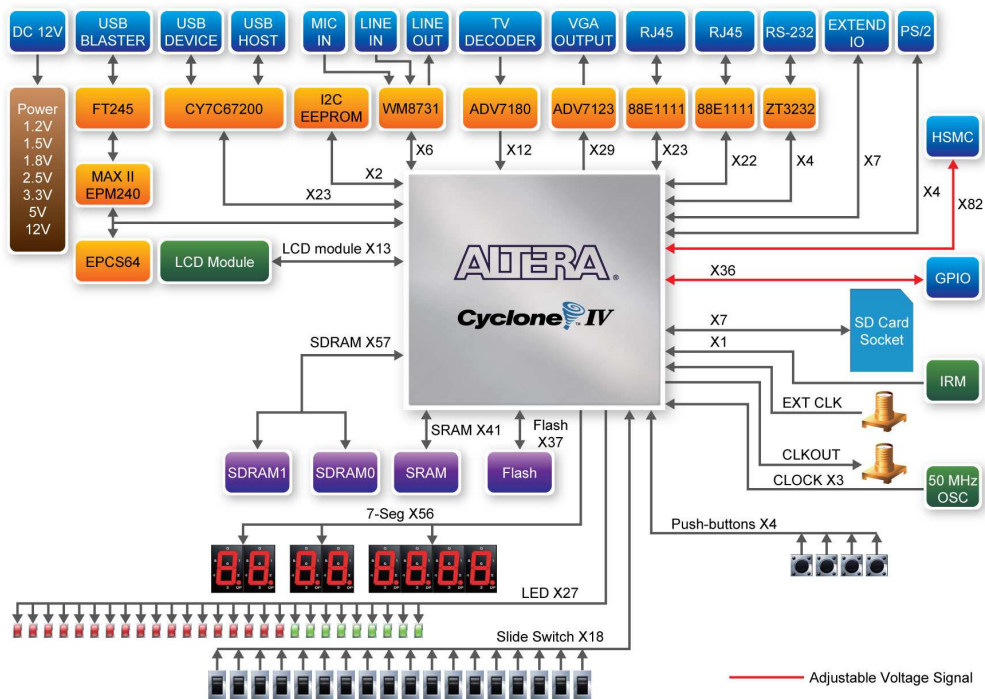 DC 12V
USB
BLASTER
USB
DEVICE
USB
HOST
MIC
IN
LINE
IN
LINE
OUT
TV
DECODER
VGA
OUTPUT
RJ45
RJ45
RS-232
EXTEND
IO
PS/2
Power
1.2V
1.5V
1.8V
2.5V
3.3V
5V
12V
FT245
CY7C67200
I2C
EEPROM
WM8731
ADV7180
ADV7123
88E1111
88E1111
ZT3232
HSMC
X6
X12
X29
X23
X22
X4
X7
X4
X82
MAX II
EPM240
X2
X23
EPCS64
LCD Module
LCD module X13
ALTERA®
Cyclone™ IV
X36
GPIO
X7
SD Card
Socket
X1
IRM
EXT CLK
CLKOUT
CLOCK X3
50 MHz
OSC
SDRAM X57
SRAM X41
Flash
X37
SDRAM1
SDRAM0
SRAM
Flash
7-Seg X56
Push-buttons X4
LED X27
Slide Switch X18
Adjustable Voltage Signal